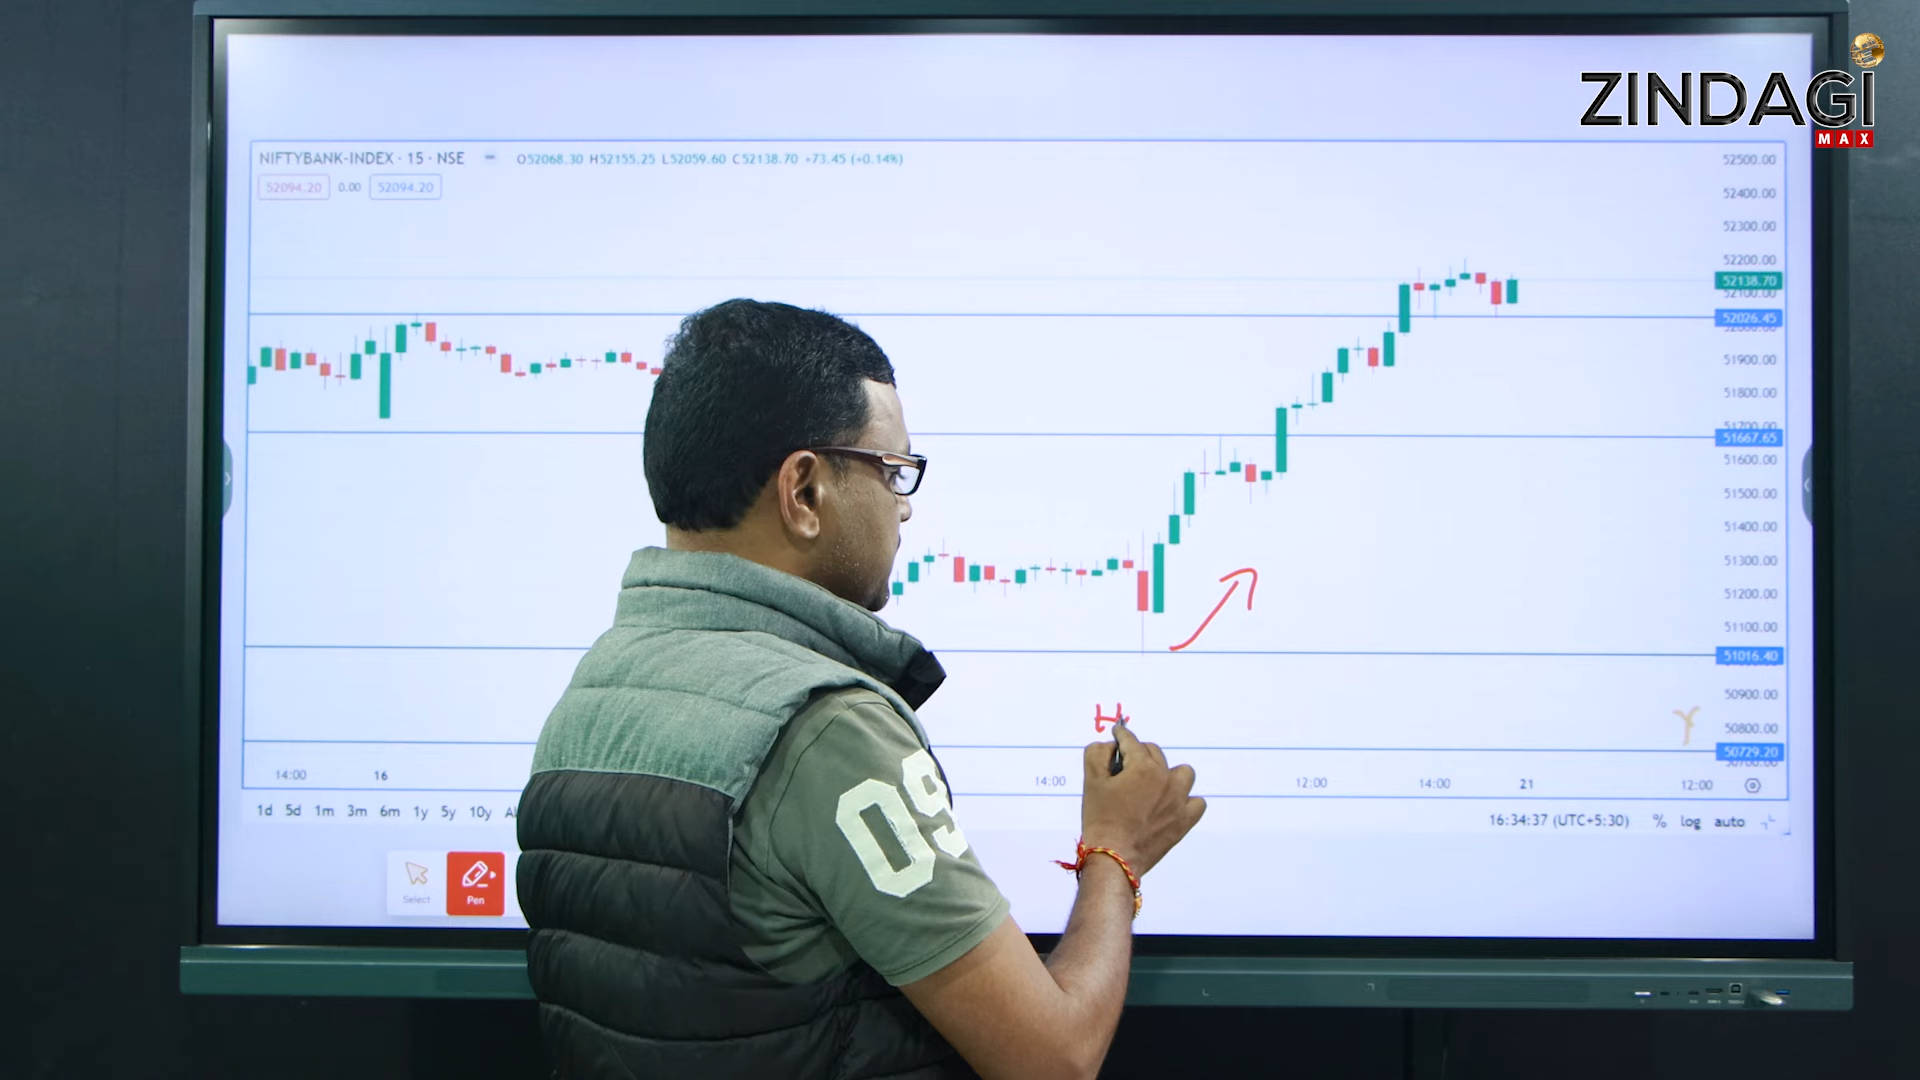 ZINDAGI
MAX
NIFTYBANK-INDEX · 15 · NSE
O52068.30 H52155.25 L52059.60 C52138.70 +73.45 (+0.14%)
52094.20 0.00 52094.20
52500.00
52400.00
52300.00
52200.00
52138.70
52100.00
52026.45
51900.00
51800.00
51700.00
51667.65
51600.00
51500.00
51400.00
51300.00
51200.00
51100.00
51016.40
50900.00
H
50800.00
50729.20
14:00 16 14:00 12:00 14:00 21 12:00
1d 5d 1m 3m 6m 1y 5y 10y
16:34:37 (UTC+5:30) % log auto
Select
Pen
09